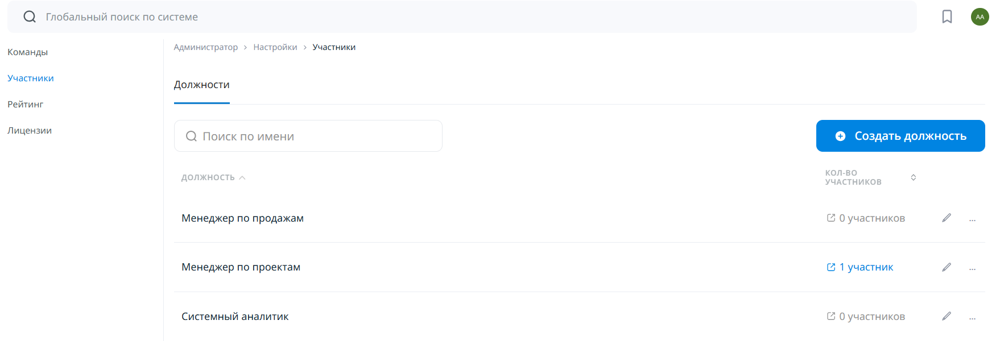 Глобальный поиск по системе
AA
Команды
Участники
Рейтинг
Лицензии
Администратор > Настройки > Участники
Должности
Поиск по имени
Создать должность
ДОЛЖНОСТЬ
КОЛ-ВО
УЧАСТНИКОВ
Менеджер по продажам
0 участников
...
Менеджер по проектам
1 участник
...
Системный аналитик
0 участников
...